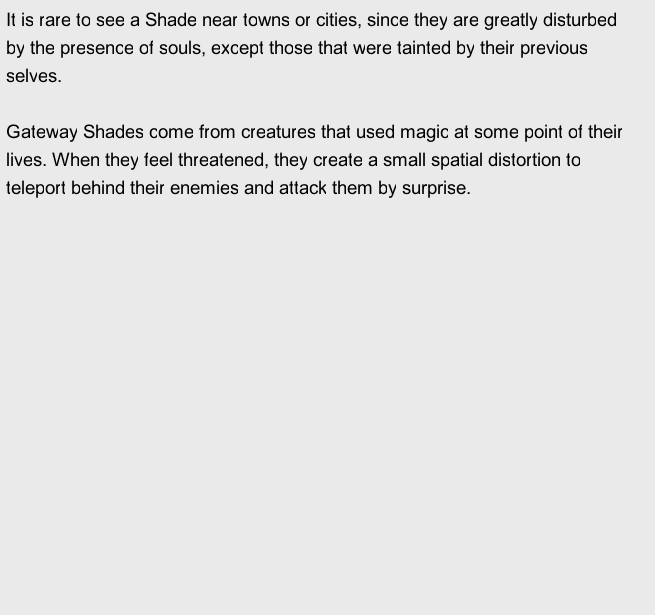 It is rare to see a Shade near towns or cities, since they are greatly disturbed
by the presence of souls, except those that were tainted by their previous
selves.
Gateway Shades come from creatures that used magic at some point of their
lives. When they feel threatened, they create a small spatial distortion to
teleport behind their enemies and attack them by surprise.